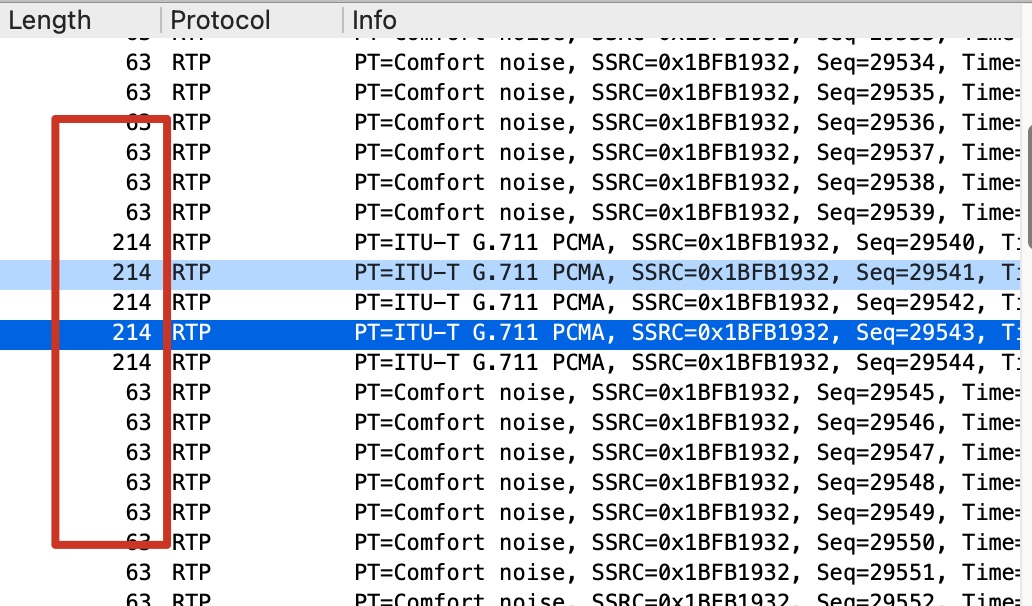 Length Protocol Info
63 RTP PT=Comfort noise, SSRC=0x1BFB1932, Seq=29533, Time=
63 RTP PT=Comfort noise, SSRC=0x1BFB1932, Seq=29534, Time=
63 RTP PT=Comfort noise, SSRC=0x1BFB1932, Seq=29535, Time=
63 RTP PT=Comfort noise, SSRC=0x1BFB1932, Seq=29536, Time=
63 RTP PT=Comfort noise, SSRC=0x1BFB1932, Seq=29537, Time=
63 RTP PT=Comfort noise, SSRC=0x1BFB1932, Seq=29538, Time=
63 RTP PT=Comfort noise, SSRC=0x1BFB1932, Seq=29539, Time=
214 RTP PT=ITU-T G.711 PCMA, SSRC=0x1BFB1932, Seq=29540, Ti
214 RTP PT=ITU-T G.711 PCMA, SSRC=0x1BFB1932, Seq=29541, Ti
214 RTP PT=ITU-T G.711 PCMA, SSRC=0x1BFB1932, Seq=29542, Ti
214 RTP PT=ITU-T G.711 PCMA, SSRC=0x1BFB1932, Seq=29543, Ti
214 RTP PT=ITU-T G.711 PCMA, SSRC=0x1BFB1932, Seq=29544, Ti
63 RTP PT=Comfort noise, SSRC=0x1BFB1932, Seq=29545, Time=
63 RTP PT=Comfort noise, SSRC=0x1BFB1932, Seq=29546, Time=
63 RTP PT=Comfort noise, SSRC=0x1BFB1932, Seq=29547, Time=
63 RTP PT=Comfort noise, SSRC=0x1BFB1932, Seq=29548, Time=
63 RTP PT=Comfort noise, SSRC=0x1BFB1932, Seq=29549, Time=
63 RTP PT=Comfort noise, SSRC=0x1BFB1932, Seq=29550, Time=
63 RTP PT=Comfort noise, SSRC=0x1BFB1932, Seq=29551, Time=
63 RTP PT=Comfort noise, SSRC=0x1BFB1932, Seq=29552, Time=